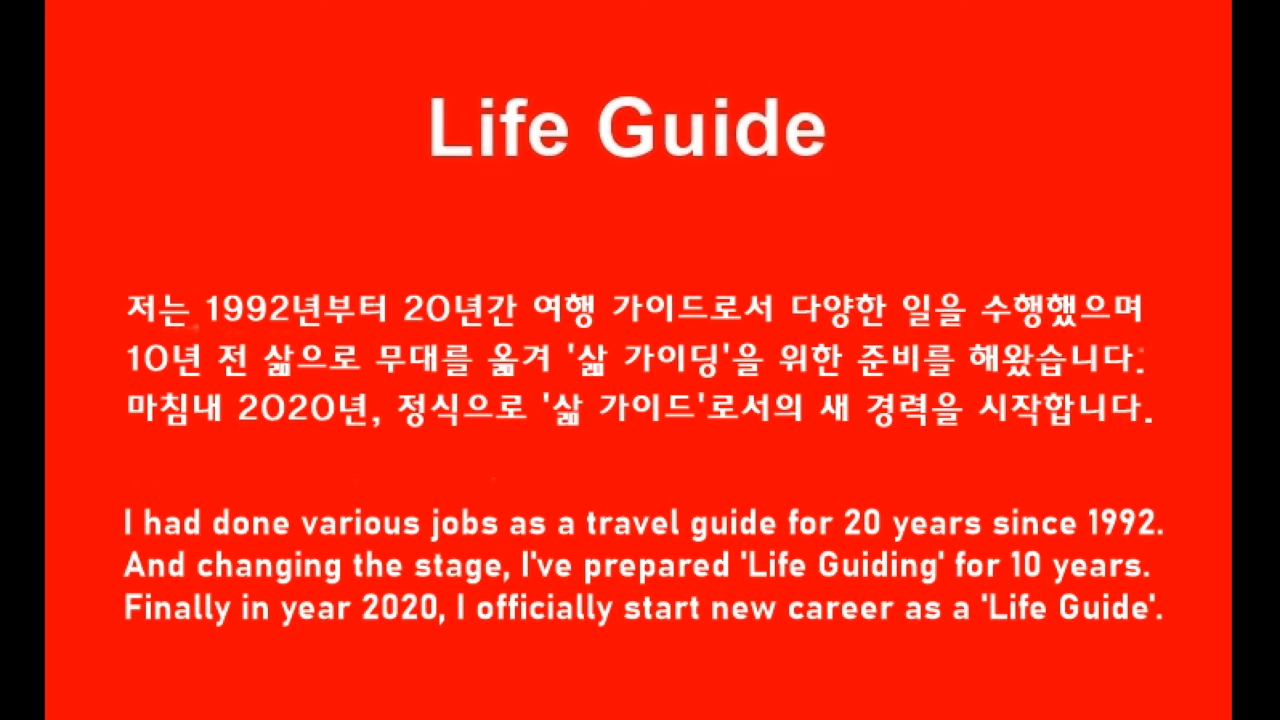 Life Guide
저는 1992년부터 20년간 여행 가이드로서 다양한 일을 수행했으며
10년 전 삶으로 무대를 옮겨 '삶 가이딩'을 위한 준비를 해왔습니다.
마침내 2020년, 정식으로 '삶 가이드'로서의 새 경력을 시작합니다.
I had done various jobs as a travel guide for 20 years since 1992.
And changing the stage, I've prepared 'Life Guiding' for 10 years.
Finally in year 2020, I officially start new career as a 'Life Guide'.